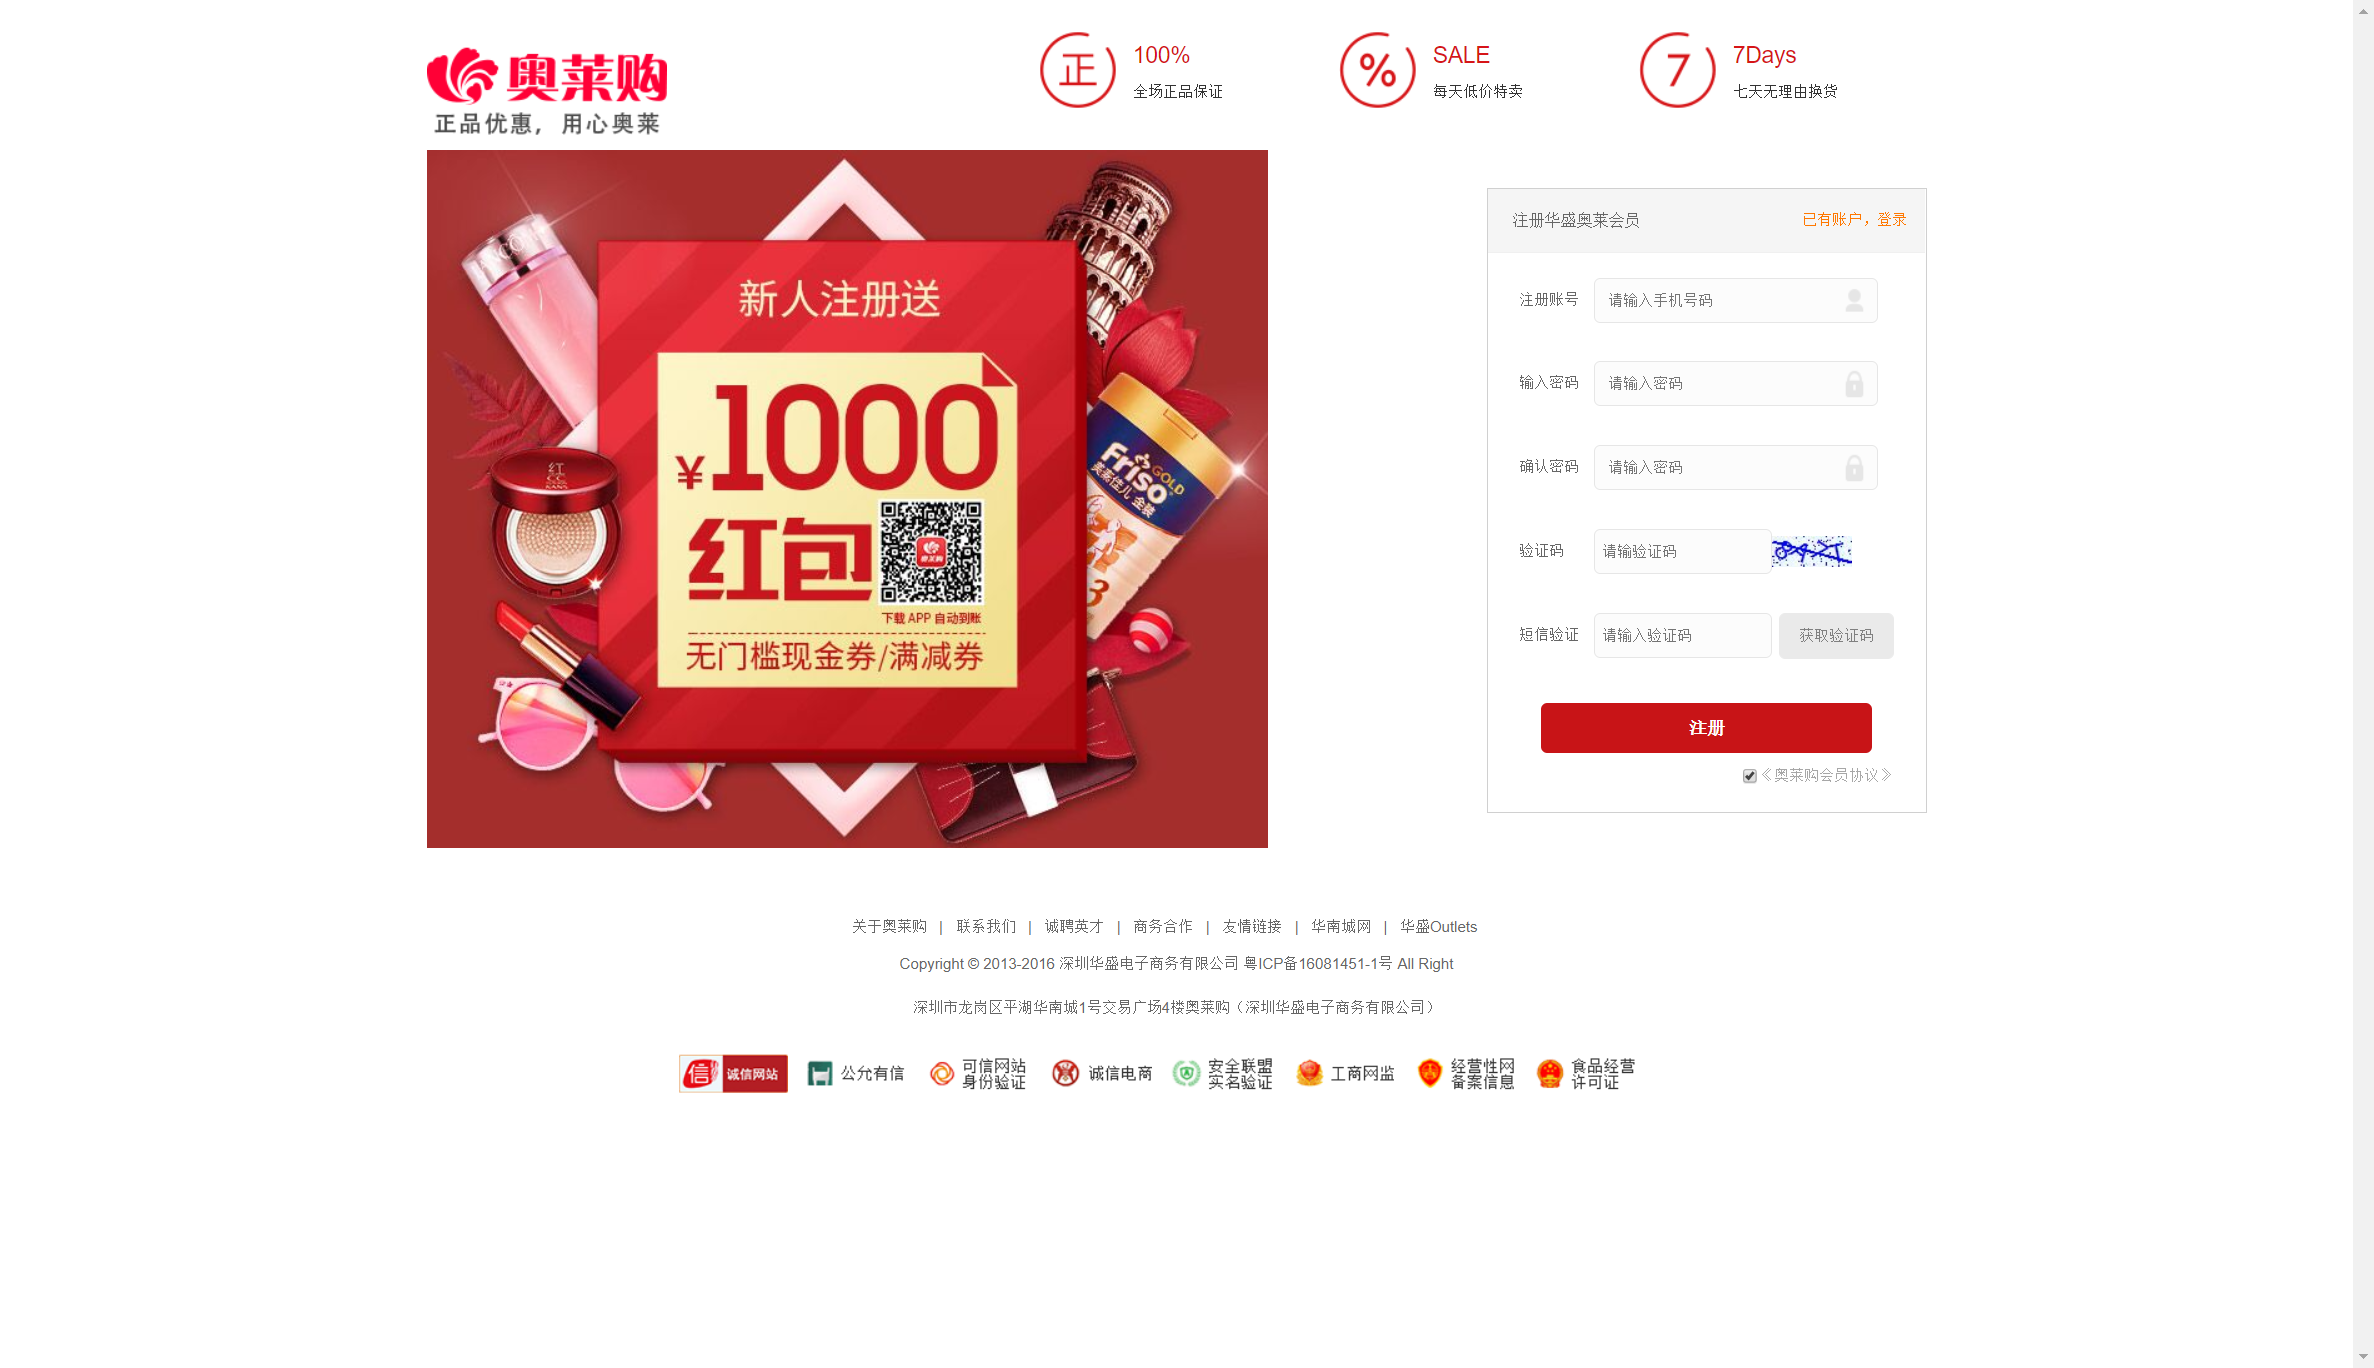 奥莱购
正品优惠，用心奥莱
正
100%
全场正品保证
%
SALE
每天低价特卖
7
7Days
七天无理由换货
新人注册送
¥1000
红包
奥莱购
下载 APP 自动到账
无门槛现金券/满减券
Friso
GOLD
美素佳儿 金装
3
注册华盛奥莱会员
已有账户，登录
注册账号 请输入手机号码
输入密码 请输入密码
确认密码 请输入密码
验证码 请输验证码
短信验证 请输入验证码 获取验证码
注册
《奥莱购会员协议》
关于奥莱购 | 联系我们 | 诚聘英才 | 商务合作 | 友情链接 | 华南城网 | 华盛Outlets
Copyright © 2013-2016 深圳华盛电子商务有限公司 粤ICP备16081451-1号 All Right
深圳市龙岗区平湖华南城1号交易广场4楼奥莱购（深圳华盛电子商务有限公司）
信 诚信网站
公允有信
可信网站
身份验证
诚信电商
安全联盟
实名验证
工商网监
经营性网
备案信息
食品经营
许可证